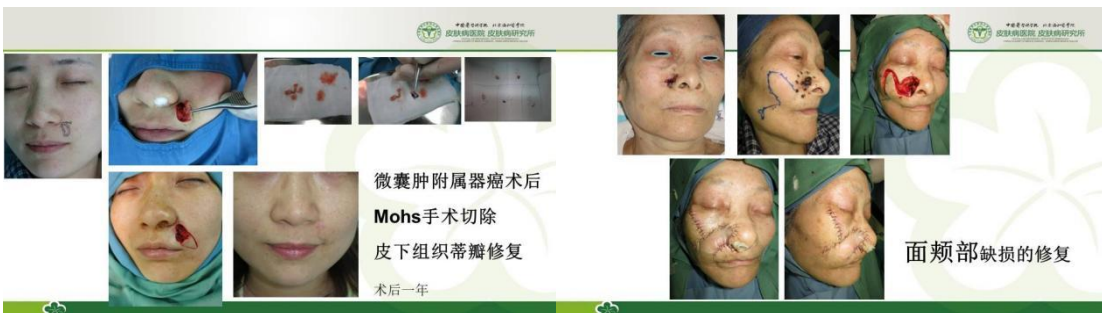 皮肤病医院 皮肤病研究所
微囊肿附属器癌术后
Mohs手术切除
皮下组织蒂瓣修复
术后一年
皮肤病医院 皮肤病研究所
面颊部缺损的修复